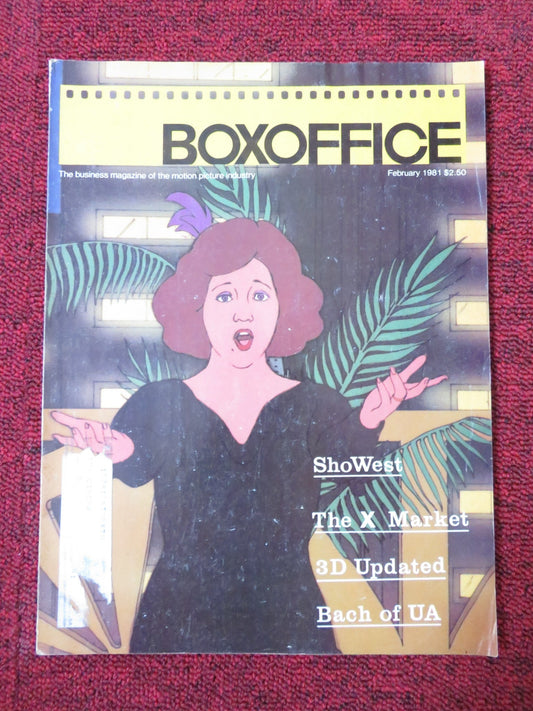 BOXOFFICE
The business magazine of the motion picture industry
February 1981 $2.50
ShoWest
The X Market
3D Updated
Bach of UA